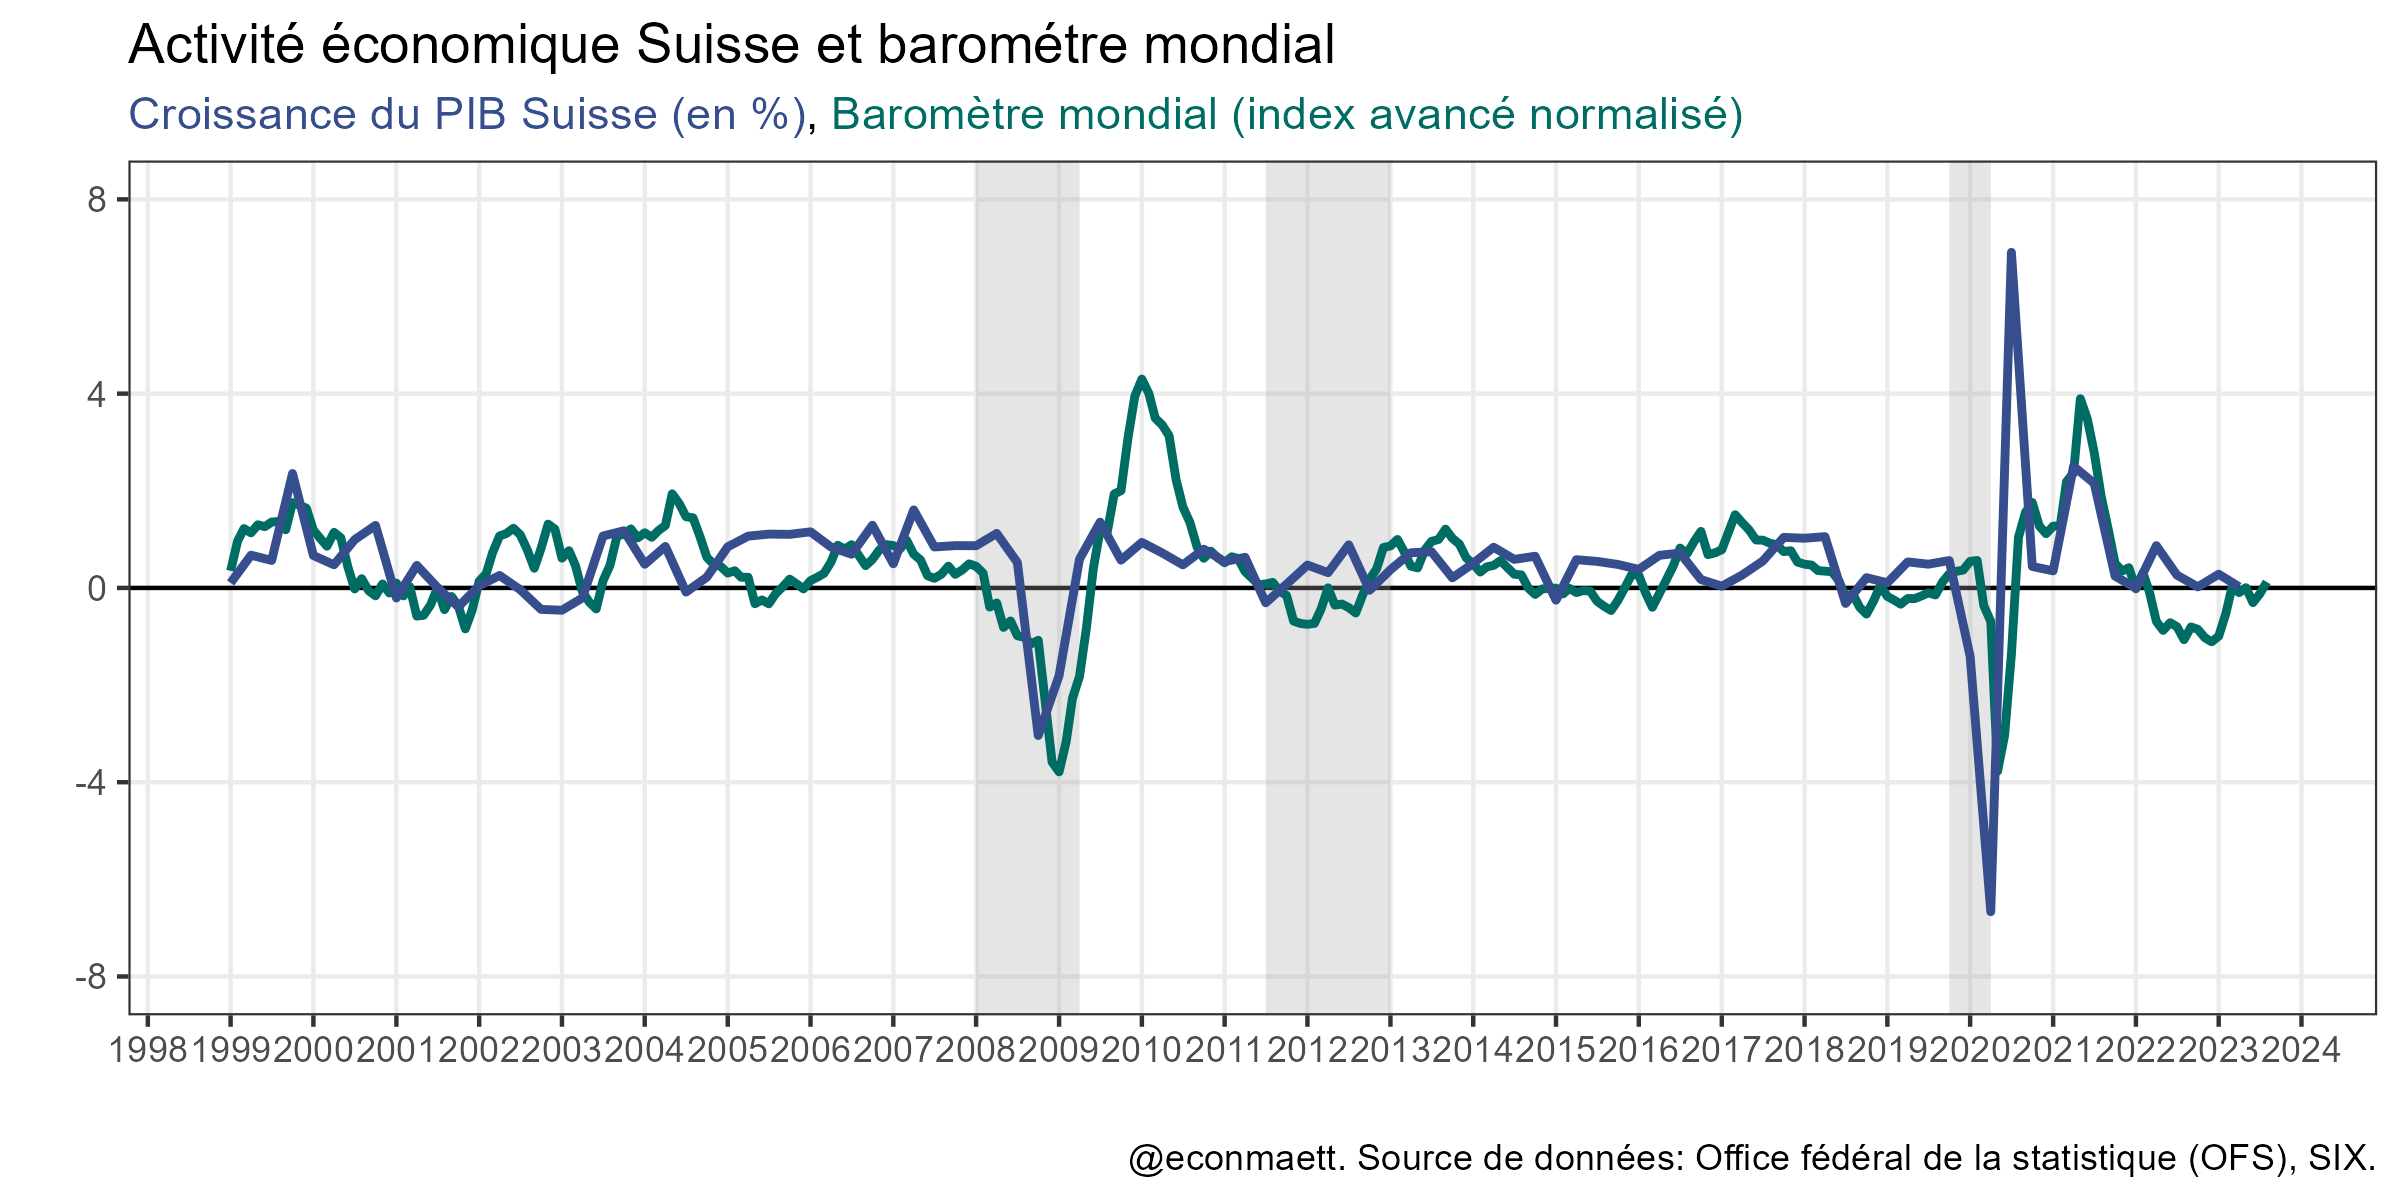 Activité économique Suisse et barométre mondial
Croissance du PIB Suisse (en %), Baromètre mondial (index avancé normalisé)
8
4
0
-4
-8
1998 1999 2000 2001 2002 2003 2004 2005 2006 2007 2008 2009 2010 2011 2012 2013 2014 2015 2016 2017 2018 2019 2020 2021 2022 2023 2024
@econmaett. Source de données: Office fédéral de la statistique (OFS), SIX.